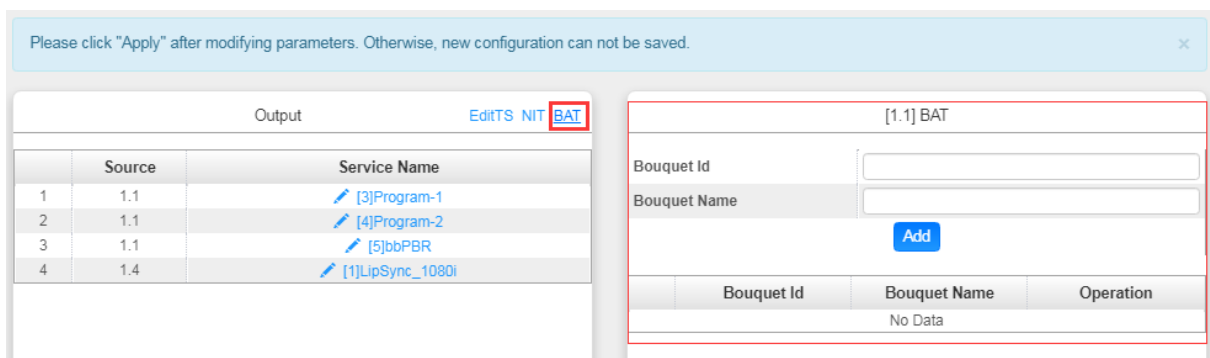 Please click "Apply" after modifying parameters. Otherwise, new configuration can not be saved. ×
Output EditTS NIT BAT
Source Service Name
1 1.1 [3]Program-1
2 1.1 [4]Program-2
3 1.1 [5]bbPBR
4 1.4 [1]LipSync_1080i
[1.1] BAT
Bouquet Id
Bouquet Name
Add
Bouquet Id Bouquet Name Operation
No Data